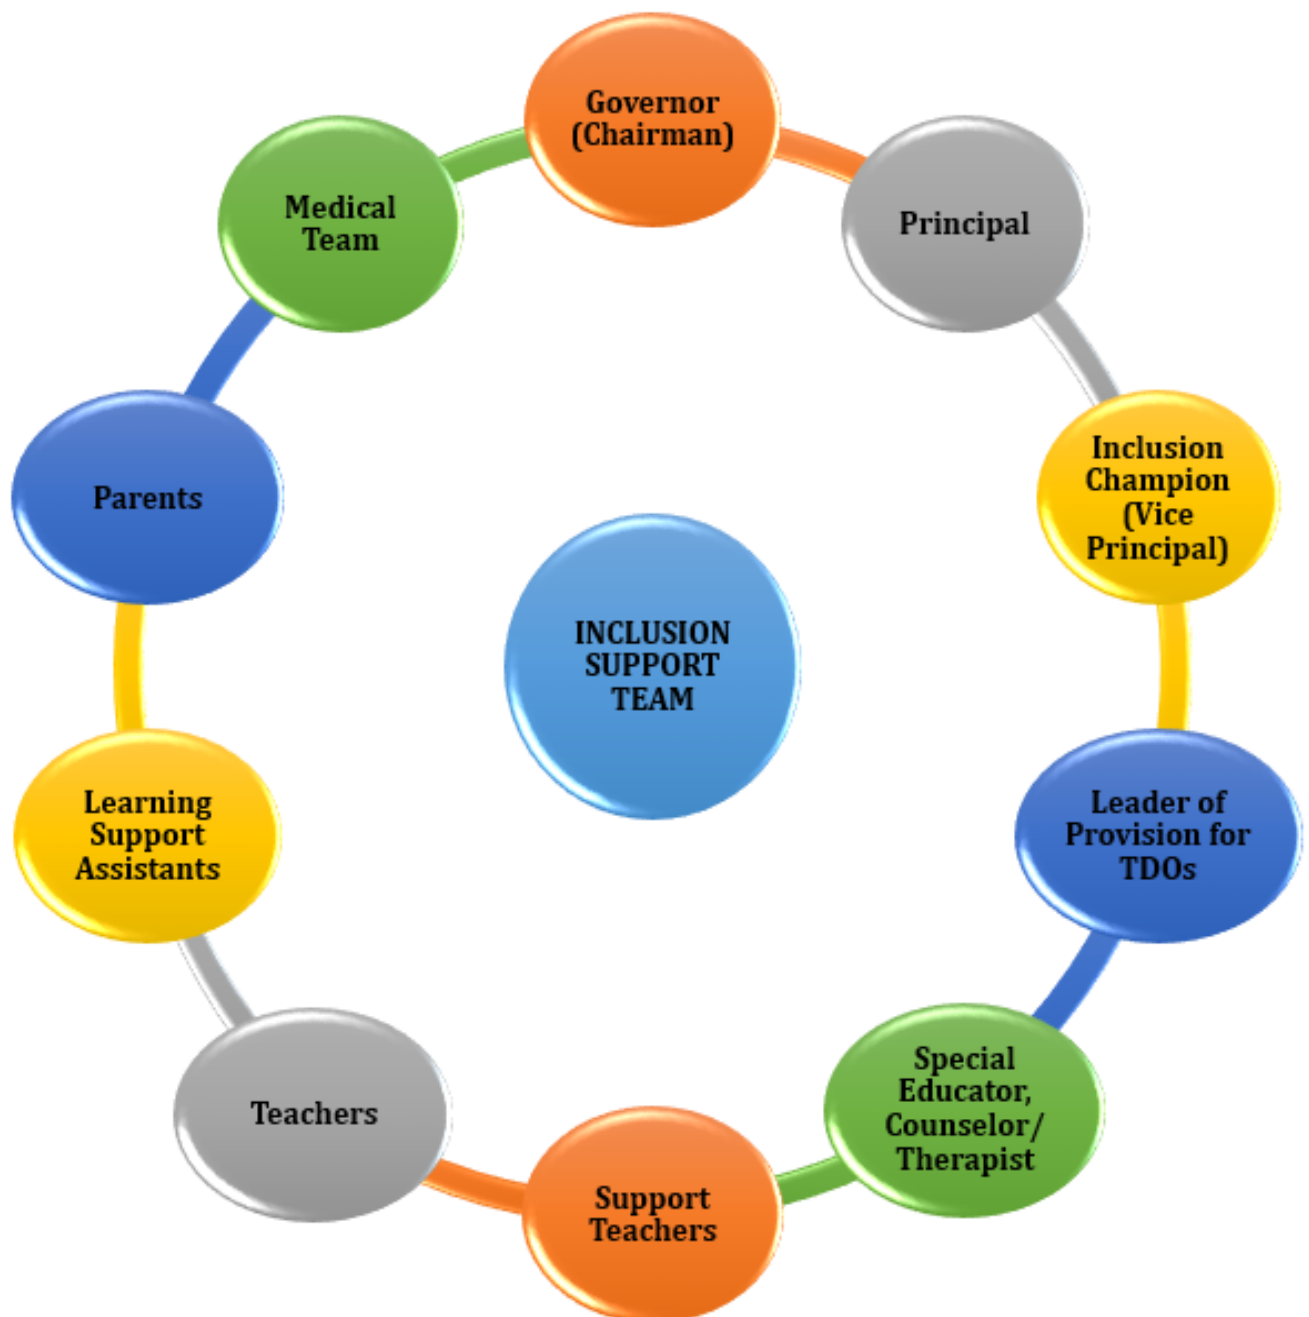 Governor
(Chairman)
Principal
Inclusion
Champion
(Vice
Principal)
Leader of
Provision for
TDOs
Special
Educator,
Counselor/
Therapist
Support
Teachers
Teachers
Learning
Support
Assistants
Parents
Medical
Team
INCLUSION
SUPPORT
TEAM